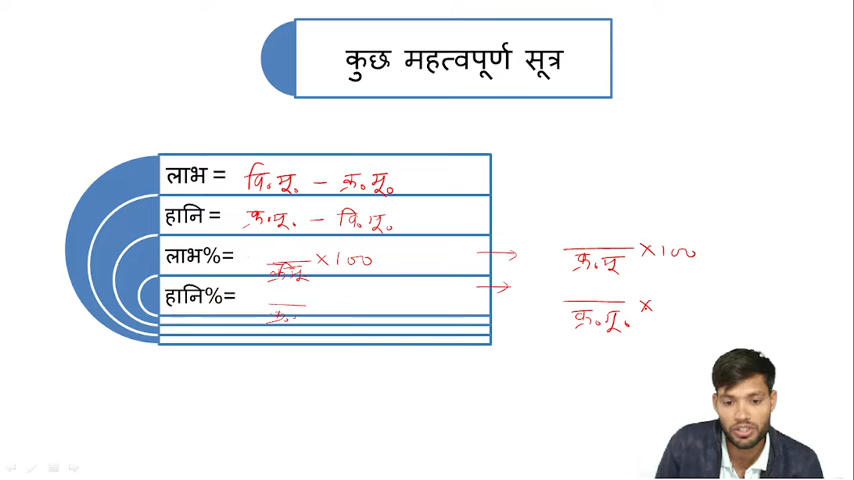 कुछ महत्वपूर्ण सूत्र
लाभ = वि.मू. – क्र.मू.
हानि = क्र.मू. – वि.मू.
लाभ%= क्र.मू × 100
हानि%= क्र.
क्र.मू × 100
क्र.मू. ×